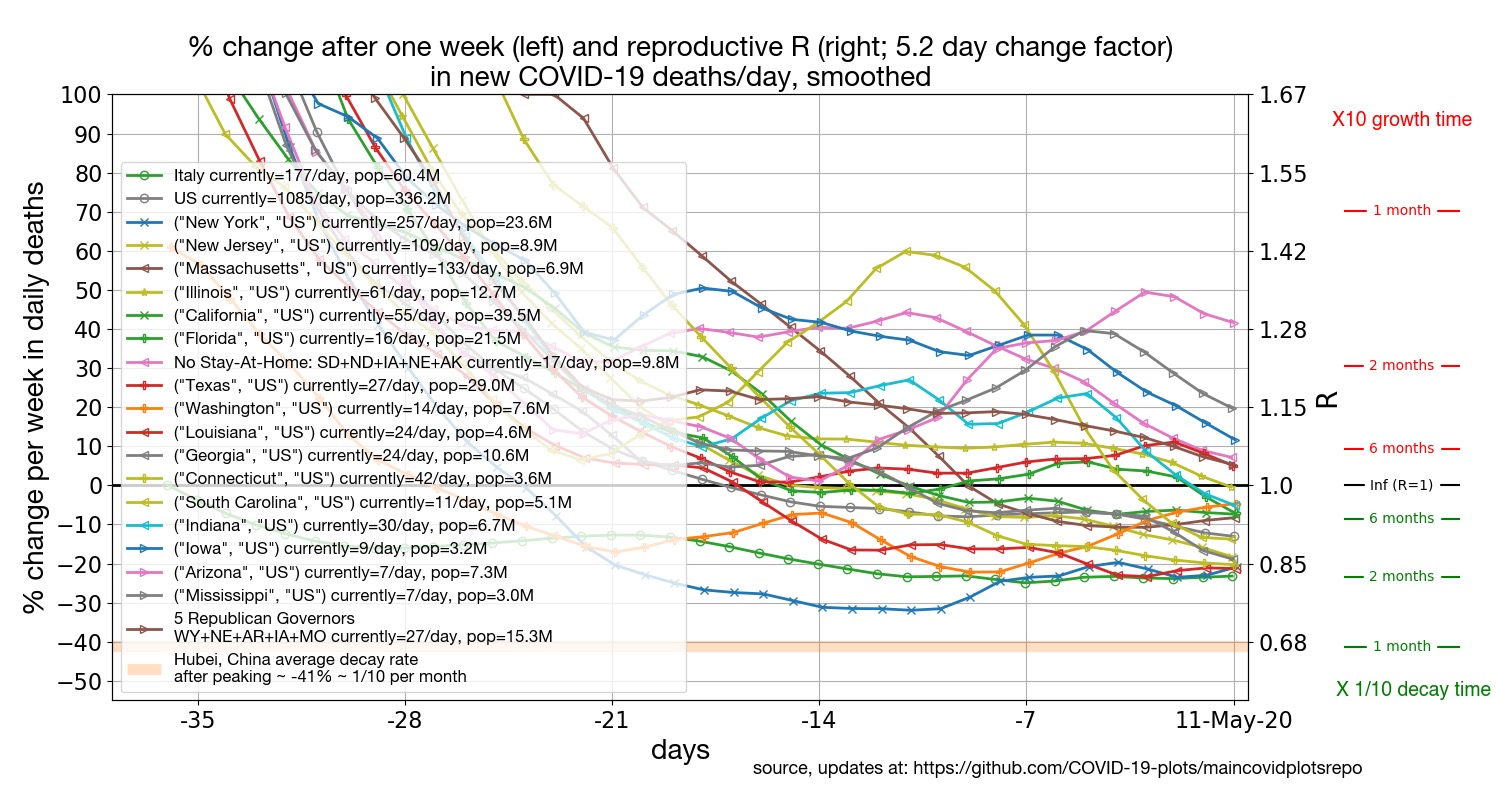 % change after one week (left) and reproductive R (right; 5.2 day change factor)
in new COVID-19 deaths/day, smoothed
100
90
80
70
60
50
40
30
20
10
0
−10
−20
−30
−40
−50
% change per week in daily deaths
Italy currently=177/day, pop=60.4M
US currently=1085/day, pop=336.2M
("New York", "US") currently=257/day, pop=23.6M
("New Jersey", "US") currently=109/day, pop=8.9M
("Massachusetts", "US") currently=133/day, pop=6.9M
("Illinois", "US") currently=61/day, pop=12.7M
("California", "US") currently=55/day, pop=39.5M
("Florida", "US") currently=16/day, pop=21.5M
No Stay-At-Home: SD+ND+IA+NE+AK currently=17/day, pop=9.8M
("Texas", "US") currently=27/day, pop=29.0M
("Washington", "US") currently=14/day, pop=7.6M
("Louisiana", "US") currently=24/day, pop=4.6M
("Georgia", "US") currently=24/day, pop=10.6M
("Connecticut", "US") currently=42/day, pop=3.6M
("South Carolina", "US") currently=11/day, pop=5.1M
("Indiana", "US") currently=30/day, pop=6.7M
("Iowa", "US") currently=9/day, pop=3.2M
("Arizona", "US") currently=7/day, pop=7.3M
("Mississippi", "US") currently=7/day, pop=3.0M
5 Republican Governors
WY+NE+AR+IA+MO currently=27/day, pop=15.3M
Hubei, China average decay rate
after peaking ~ -41% ~ 1/10 per month
-35
-28
-21
-14
-7
11-May-20
days
1.67
1.55
1.42
1.28
1.15
1.0
0.85
0.68
R
X10 growth time
1 month
2 months
6 months
Inf (R=1)
6 months
2 months
1 month
X 1/10 decay time
source, updates at: https://github.com/COVID-19-plots/maincovidplotsrepo